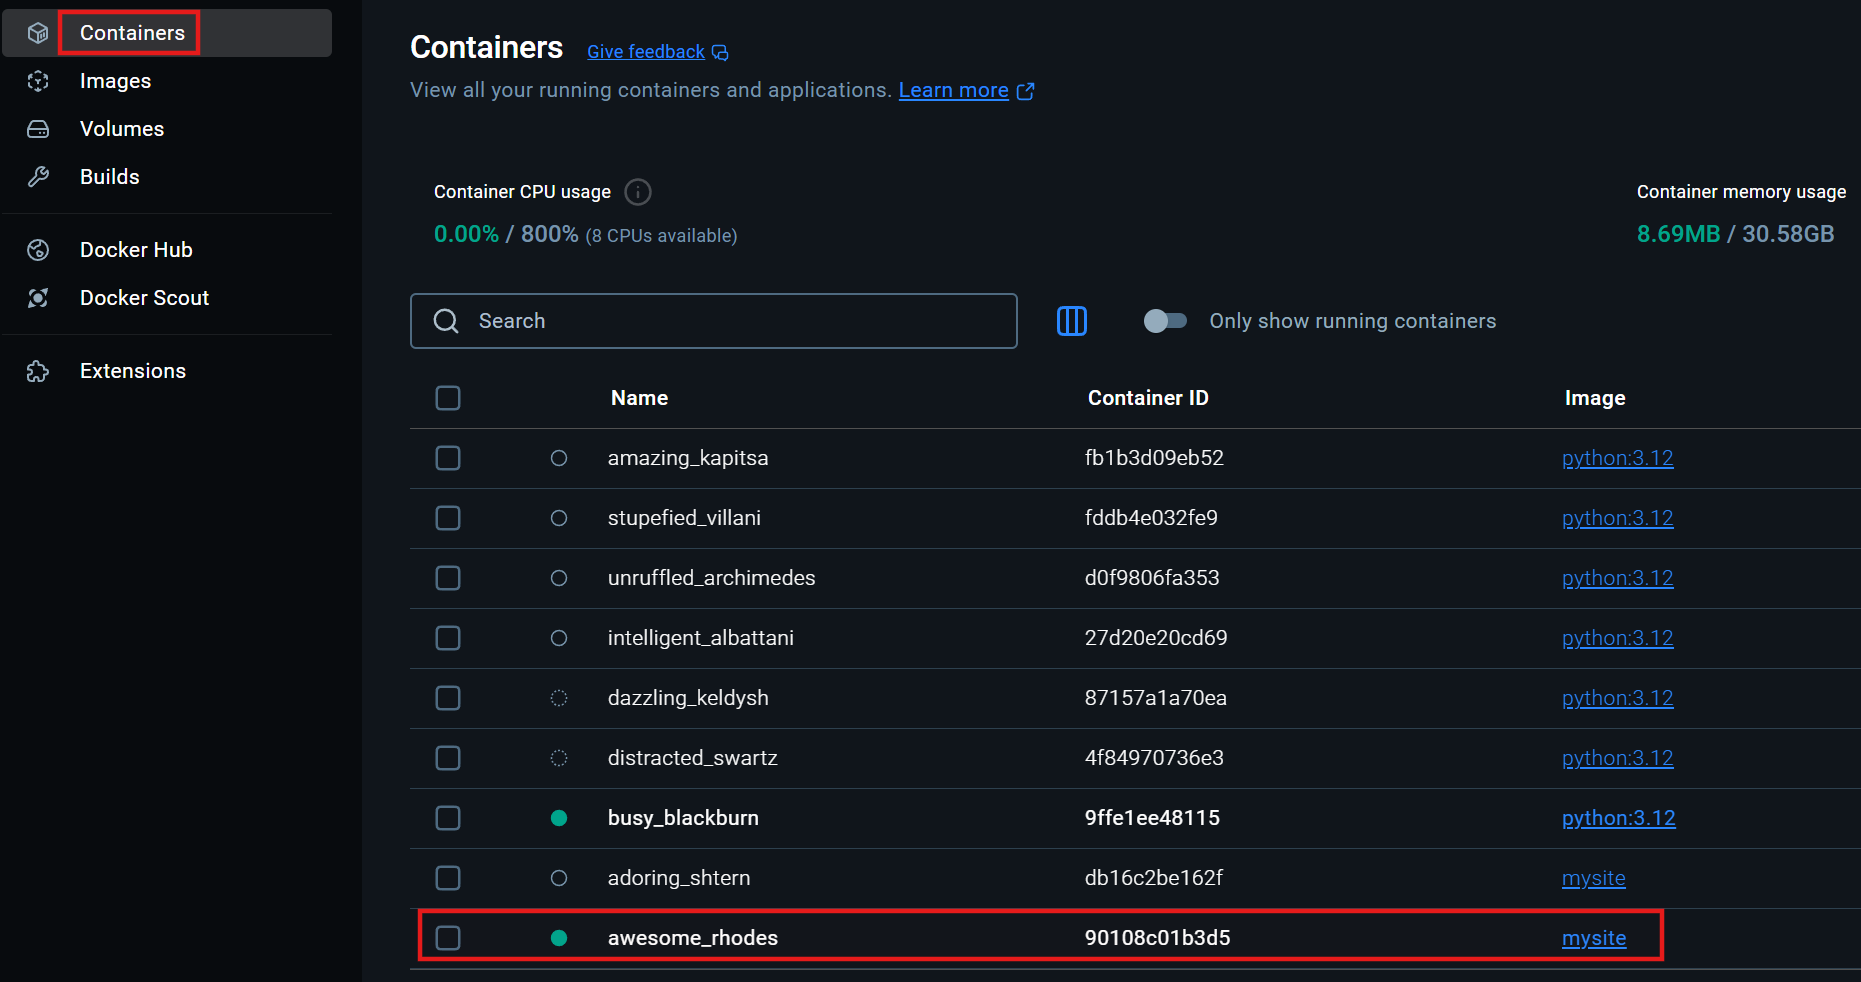 Containers
Images
Volumes
Builds
Docker Hub
Docker Scout
Extensions
Containers Give feedback
View all your running containers and applications. Learn more
Container CPU usage
0.00% / 800% (8 CPUs available)
Container memory usage
8.69MB / 30.58GB
Search
Only show running containers
Name Container ID Image
amazing_kapitsa fb1b3d09eb52 python:3.12
stupefied_villani fddb4e032fe9 python:3.12
unruffled_archimedes d0f9806fa353 python:3.12
intelligent_albattani 27d20e20cd69 python:3.12
dazzling_keldysh 87157a1a70ea python:3.12
distracted_swartz 4f84970736e3 python:3.12
busy_blackburn 9ffe1ee48115 python:3.12
adoring_shtern db16c2be162f mysite
awesome_rhodes 90108c01b3d5 mysite